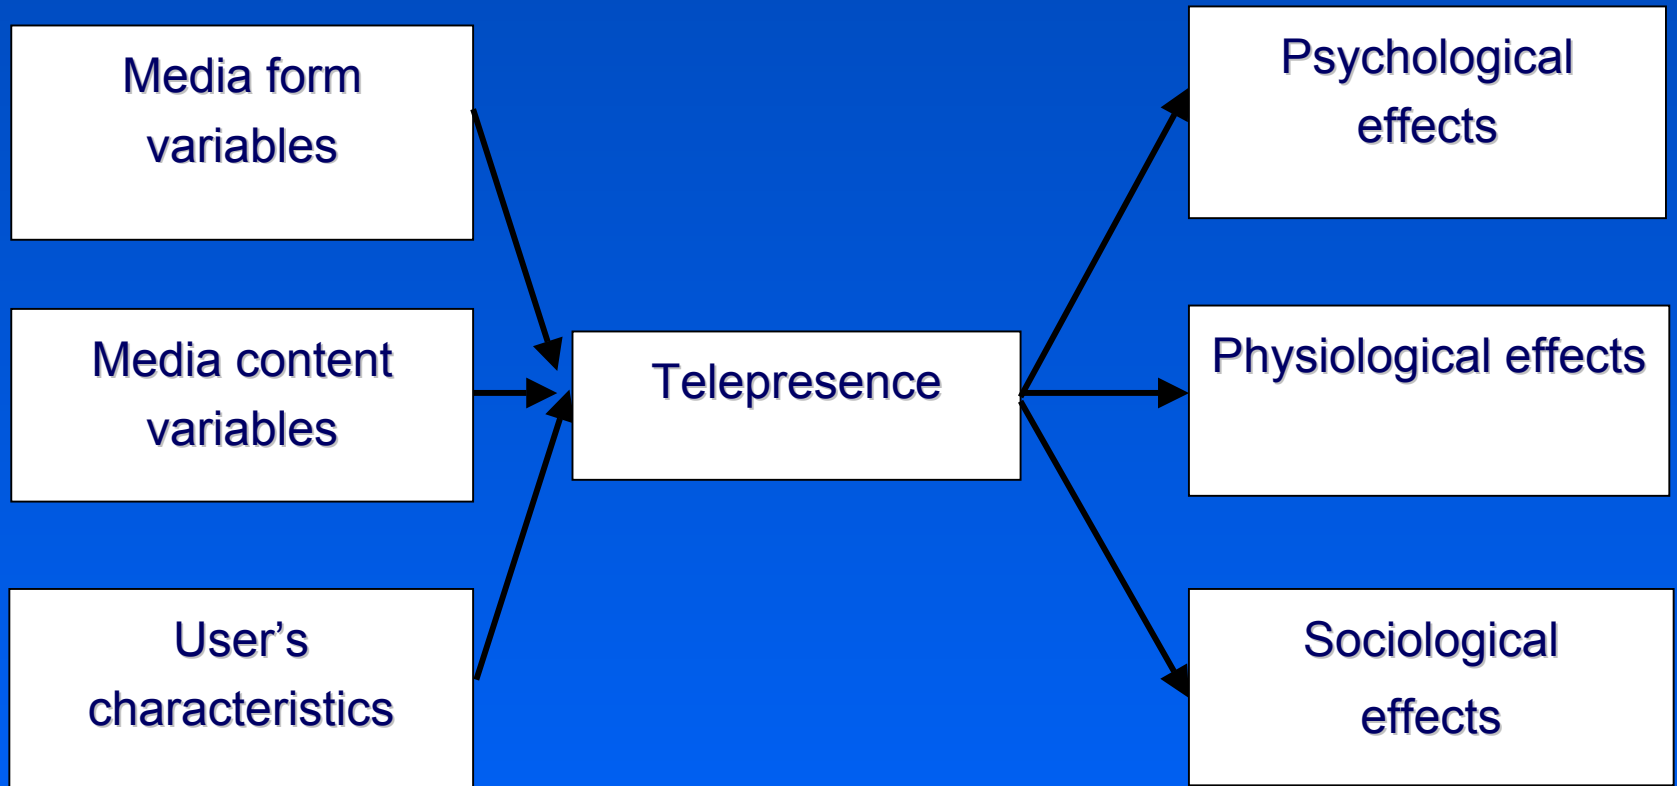 Media form
variables
Media content
variables
User’s
characteristics
Telepresence
Psychological
effects
Physiological effects
Sociological
effects